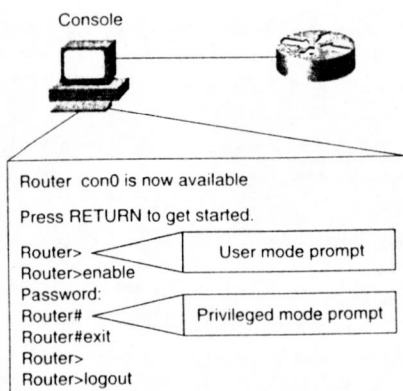 Console
Router con0 is now available
Press RETURN to get started.
Router>
User mode prompt
Router>enable
Password:
Router#
Privileged mode prompt
Router#exit
Router>
Router>logout